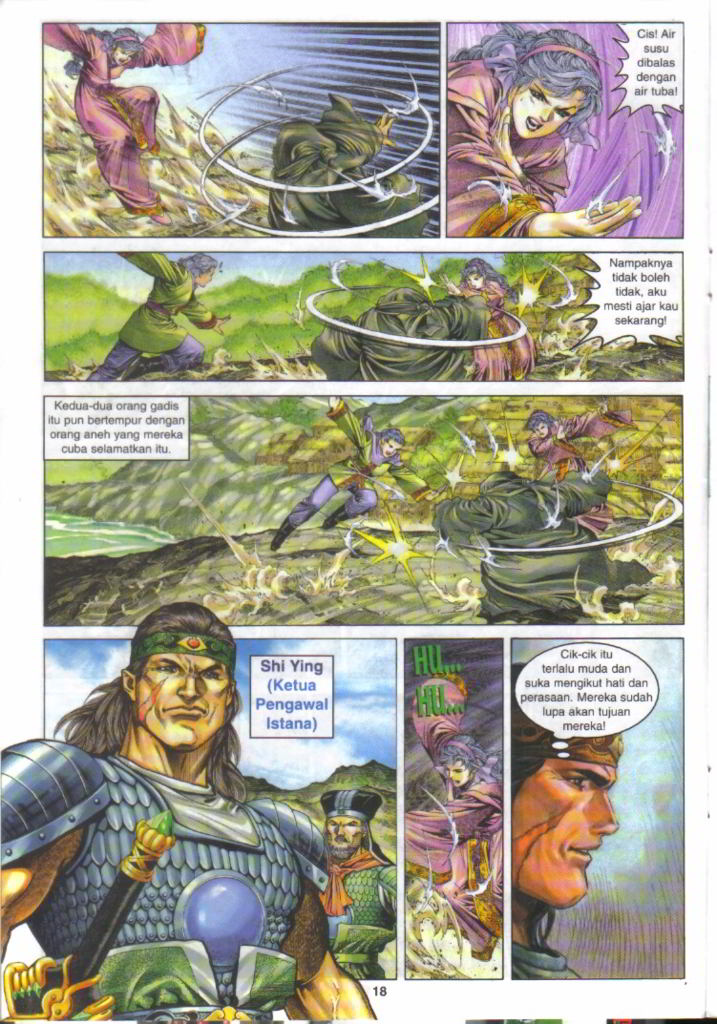 Cis! Air
susu
dibalas
dengan
air tuba!
Nampaknya
tidak boleh
tidak, aku
mesti ajar kau
sekarang!
Kedua-dua orang gadis
itu pun bertempur dengan
orang aneh yang mereka
cuba selamatkan itu.
Shi Ying
(Ketua
Pengawal
Istana)
HU...
HU...
Cik-cik itu
terlalu muda dan
suka mengikut hati dan
perasaan. Mereka sudah
lupa akan tujuan
mereka!
18